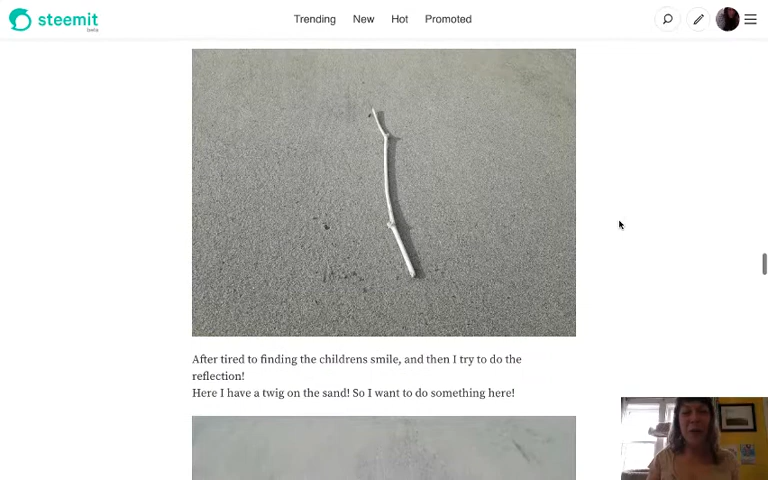 steemit
beta
Trending New Hot Promoted
After tired to finding the childrens smile, and then I try to do the
reflection!
Here I have a twig on the sand! So I want to do something here!